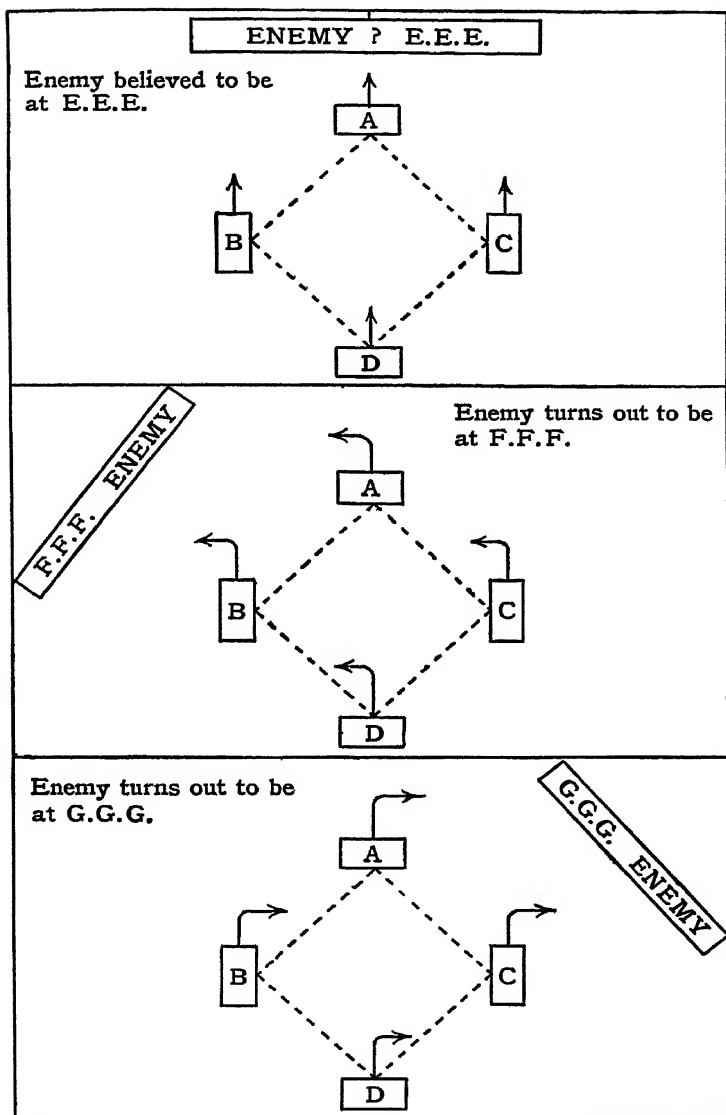 ENEMY ? E.E.E.
Enemy believed to be
at E.E.E.
A
B
C
D
Enemy turns out to be
at F.F.F.
F.F.F. ENEMY
A
B
C
D
Enemy turns out to be
at G.G.G.
G.G.G. ENEMY
A
B
C
D